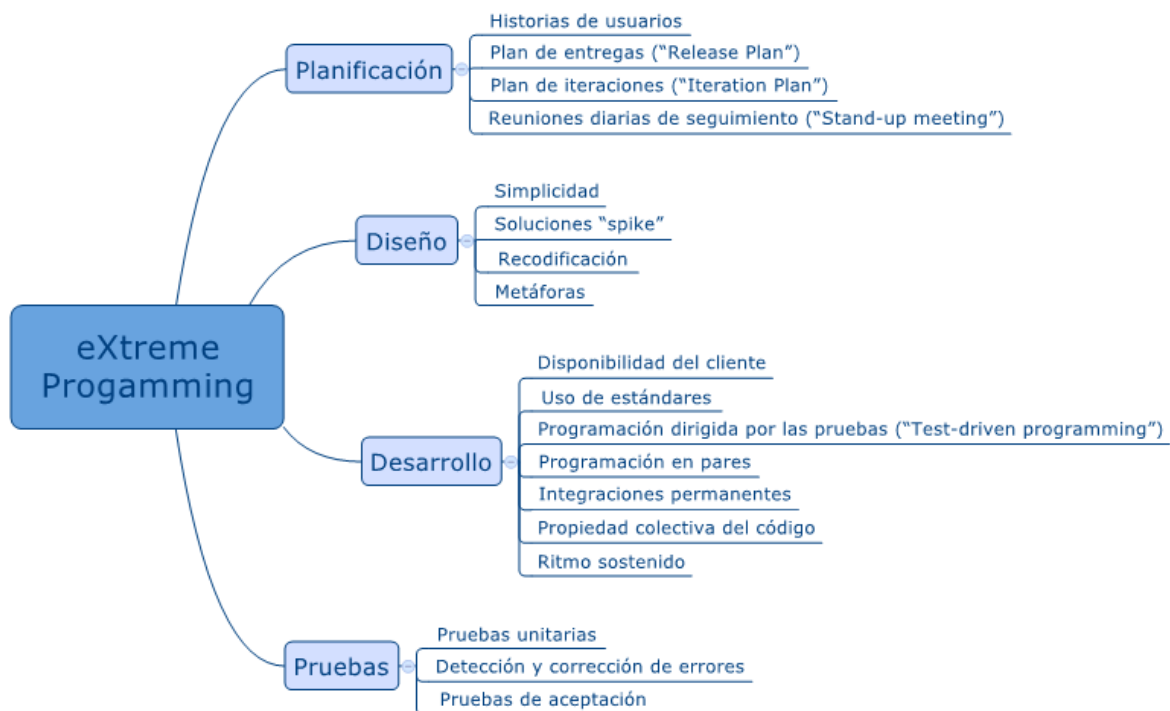 Historias de usuarios
Planificación
Plan de entregas (“Release Plan”)
Plan de iteraciones (“Iteration Plan”)
Reuniones diarias de seguimiento (“Stand-up meeting”)
Simplicidad
Diseño
Soluciones “spike”
Recodificación
Metáforas
eXtreme
Progamming
Disponibilidad del cliente
Uso de estándares
Programación dirigida por las pruebas (“Test-driven programming”)
Desarrollo
Programación en pares
Integraciones permanentes
Propiedad colectiva del código
Ritmo sostenido
Pruebas unitarias
Pruebas
Detección y corrección de errores
Pruebas de aceptación